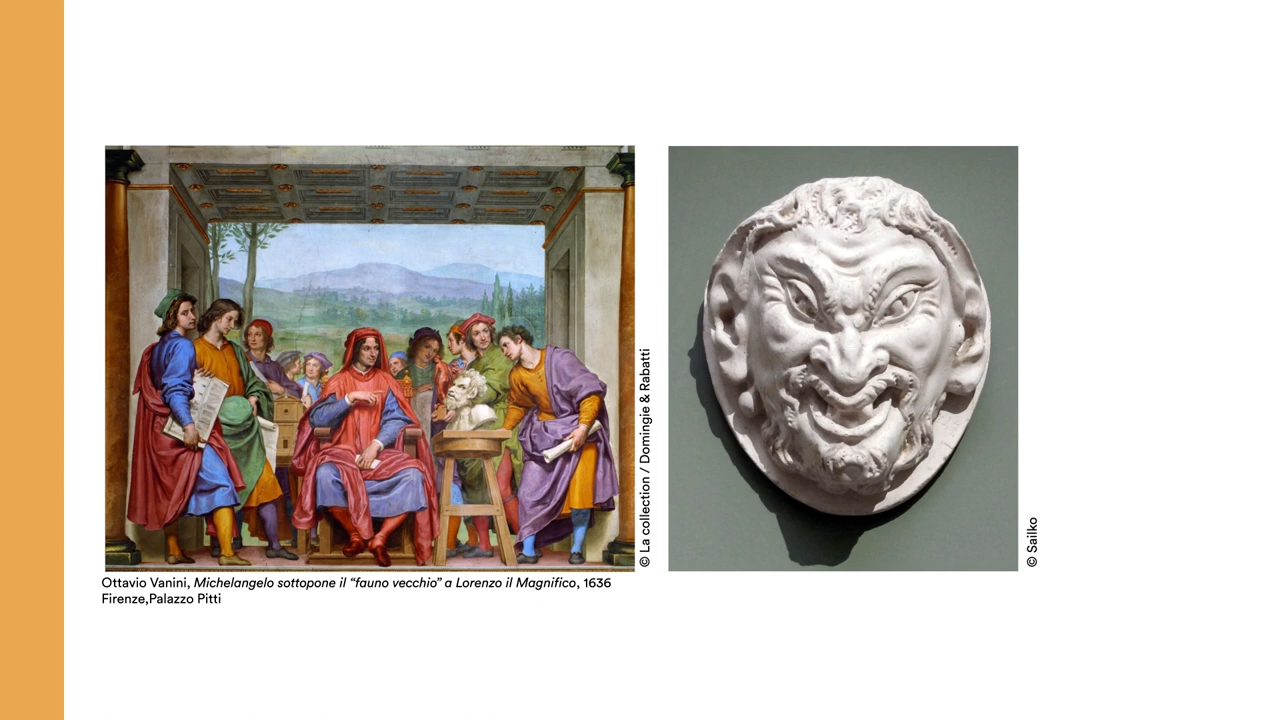 © La collection / Domingie & Rabatti
© Sailko
Ottavio Vanini, Michelangelo sottopone il “fauno vecchio” a Lorenzo il Magnifico, 1636
Firenze,Palazzo Pitti